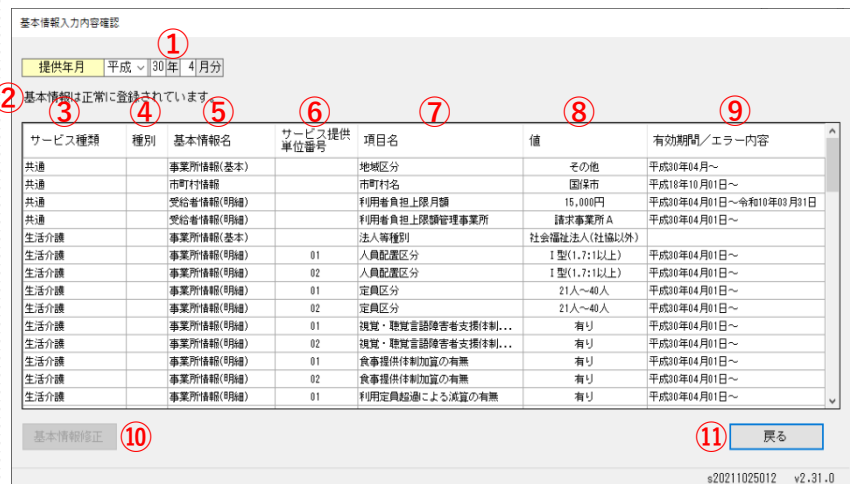 基本情報入力内容確認
①
提供年月 平成 30 年 4 月分
② 基本情報は正常に登録されています。
③ ④ ⑤ ⑥ ⑦ ⑧ ⑨
サービス種類 種別 基本情報名 サービス提供単位番号 項目名 値 有効期間／エラー内容
共通 事業所情報(基本) 地域区分 その他 平成30年04月～
共通 市町村情報 市町村名 国保市 平成18年10月01日～
共通 受給者情報(明細) 利用者負担上限月額 15,000円 平成30年04月01日～令和10年03月31日
共通 受給者情報(明細) 利用者負担上限額管理事業所 請求事業所Ａ 平成30年04月01日～
生活介護 事業所情報(基本) 法人等種別 社会福祉法人(社協以外)
生活介護 事業所情報(明細) 01 人員配置区分 Ⅰ型(1.7:1以上) 平成30年04月01日～
生活介護 事業所情報(明細) 02 人員配置区分 Ⅰ型(1.7:1以上) 平成30年04月01日～
生活介護 事業所情報(明細) 01 定員区分 21人～40人 平成30年04月01日～
生活介護 事業所情報(明細) 02 定員区分 21人～40人 平成30年04月01日～
生活介護 事業所情報(明細) 01 視覚・聴覚言語障害者支援体制... 有り 平成30年04月01日～
生活介護 事業所情報(明細) 02 視覚・聴覚言語障害者支援体制... 有り 平成30年04月01日～
生活介護 事業所情報(明細) 01 食事提供体制加算の有無 有り 平成30年04月01日～
生活介護 事業所情報(明細) 02 食事提供体制加算の有無 有り 平成30年04月01日～
生活介護 事業所情報(明細) 01 利用定員超過による減算の有無 有り 平成30年04月01日～
基本情報修正 ⑩ ⑪ 戻る
s20211025012 v2.31.0